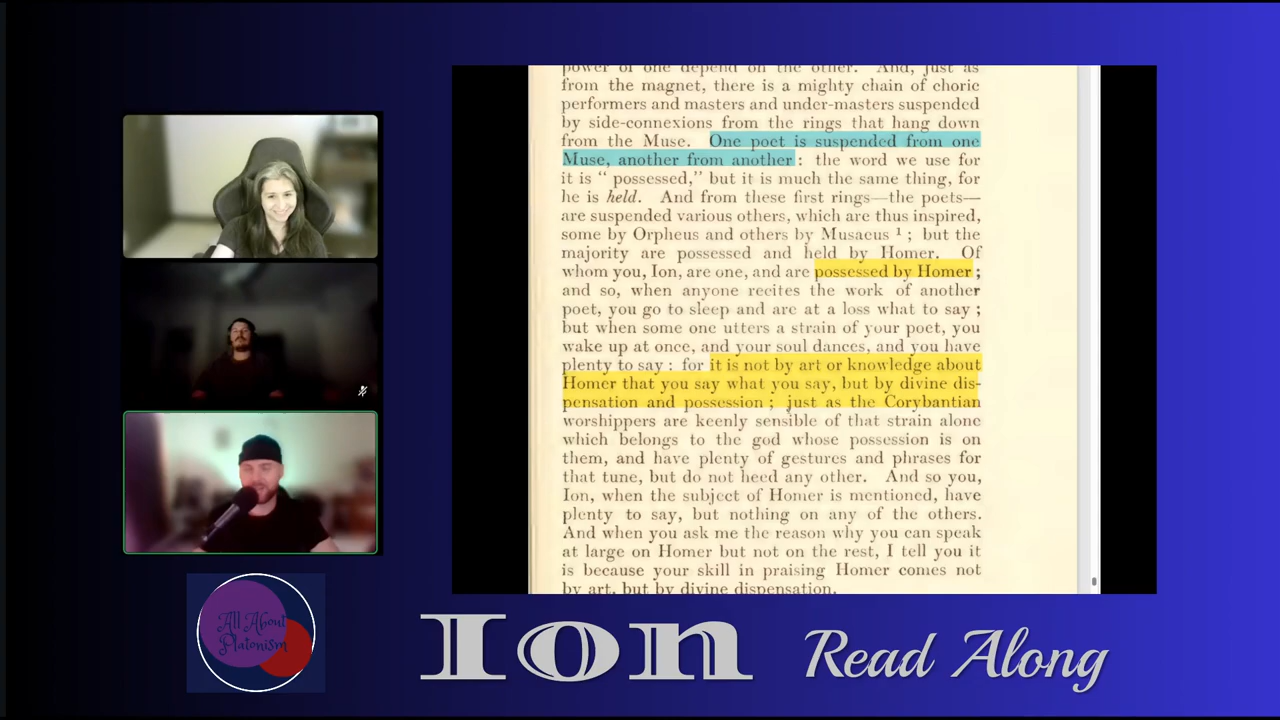 power of one depend on the other. And, just as
from the magnet, there is a mighty chain of choric
performers and masters and under-masters suspended
by side-connexions from the rings that hang down
from the Muse. One poet is suspended from one
Muse, another from another : the word we use for
it is “ possessed,” but it is much the same thing, for
he is held. And from these first rings—the poets—
are suspended various others, which are thus inspired,
some by Orpheus and others by Musaeus ¹ ; but the
majority are possessed and held by Homer. Of
whom you, Ion, are one, and are possessed by Homer ;
and so, when anyone recites the work of another
poet, you go to sleep and are at a loss what to say ;
but when some one utters a strain of your poet, you
wake up at once, and your soul dances, and you have
plenty to say : for it is not by art or knowledge about
Homer that you say what you say, but by divine dis-
pensation and possession ; just as the Corybantian
worshippers are keenly sensible of that strain alone
which belongs to the god whose possession is on
them, and have plenty of gestures and phrases for
that tune, but do not heed any other. And so you,
Ion, when the subject of Homer is mentioned, have
plenty to say, but nothing on any of the others.
And when you ask me the reason why you can speak
at large on Homer but not on the rest, I tell you it
is because your skill in praising Homer comes not
by art, but by divine dispensation.
All About
Platonism
Ion Read Along